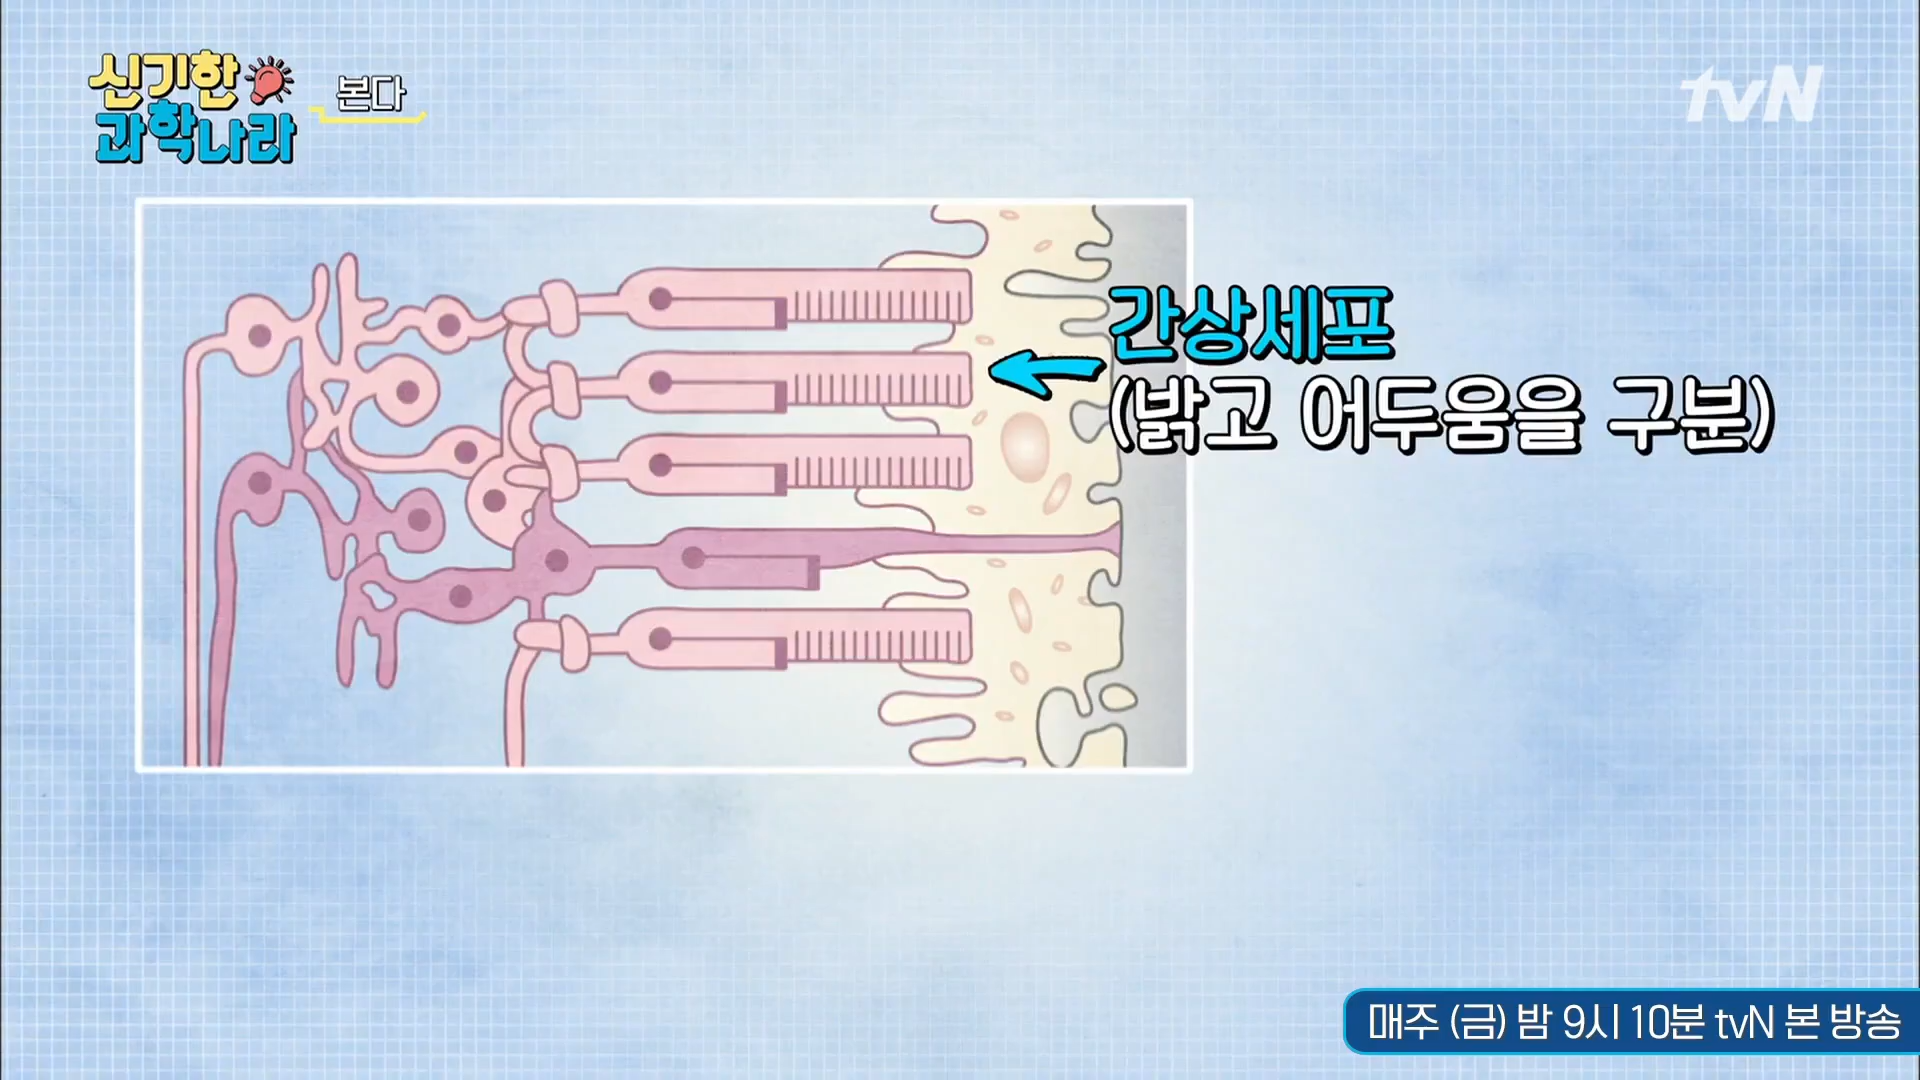 신기한
과학나라
본다
tvN
간상세포
(밝고 어두움을 구분)
매주 (금) 밤 9시 10분 tvN 본 방송